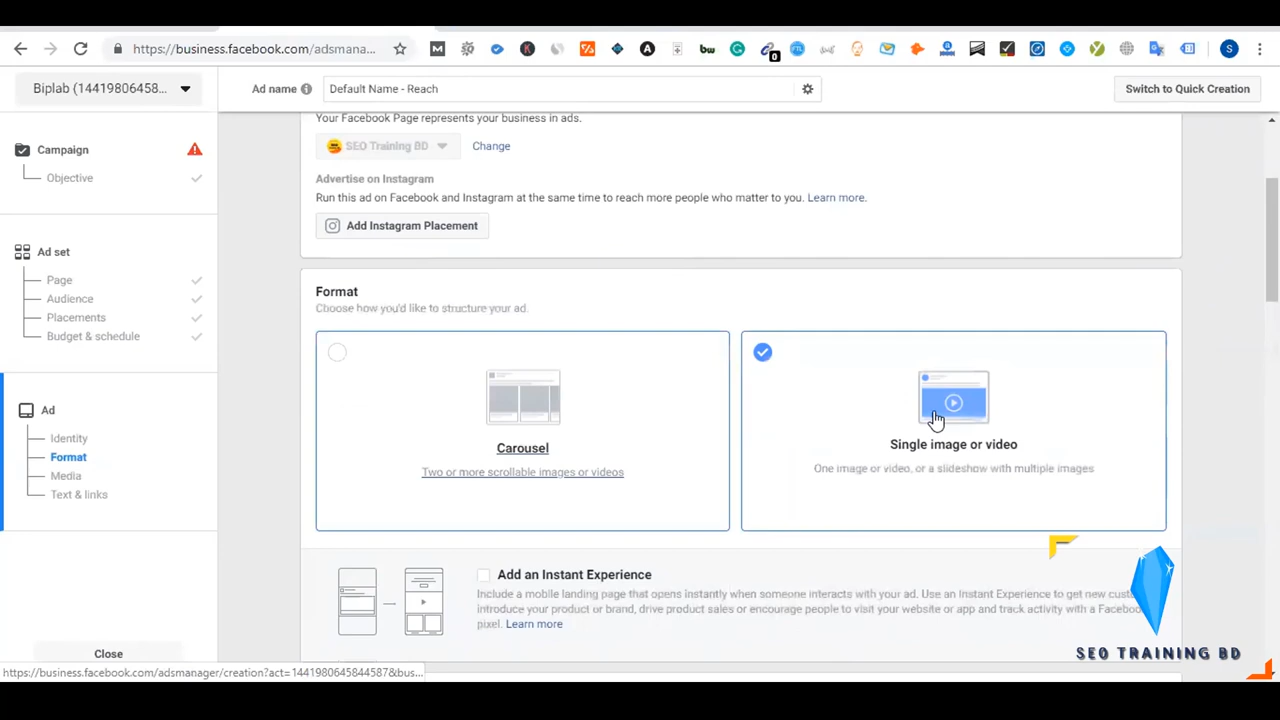 https://business.facebook.com/adsmana...
0
Biplab (14419806458...
Ad name
Default Name - Reach
Switch to Quick Creation
Your Facebook Page represents your business in ads.
SEO Training BD
Change
Campaign
Objective
Advertise on Instagram
Run this ad on Facebook and Instagram at the same time to reach more people who matter to you. Learn more.
Add Instagram Placement
Ad set
Page
Audience
Placements
Budget & schedule
Format
Choose how you'd like to structure your ad.
Carousel
Two or more scrollable images or videos
Single image or video
One image or video, or a slideshow with multiple images
Ad
Identity
Format
Media
Text & links
Add an Instant Experience
Include a mobile landing page that opens instantly when someone interacts with your ad. Use an Instant Experience to get new
introduce your product or brand, drive product sales or encourage people to visit your website or app and track activity with a
pixel. Learn more
Close
SEO TRAINING BD
https://business.facebook.com/adsmanager/creation?act=1441980645844587&bus...